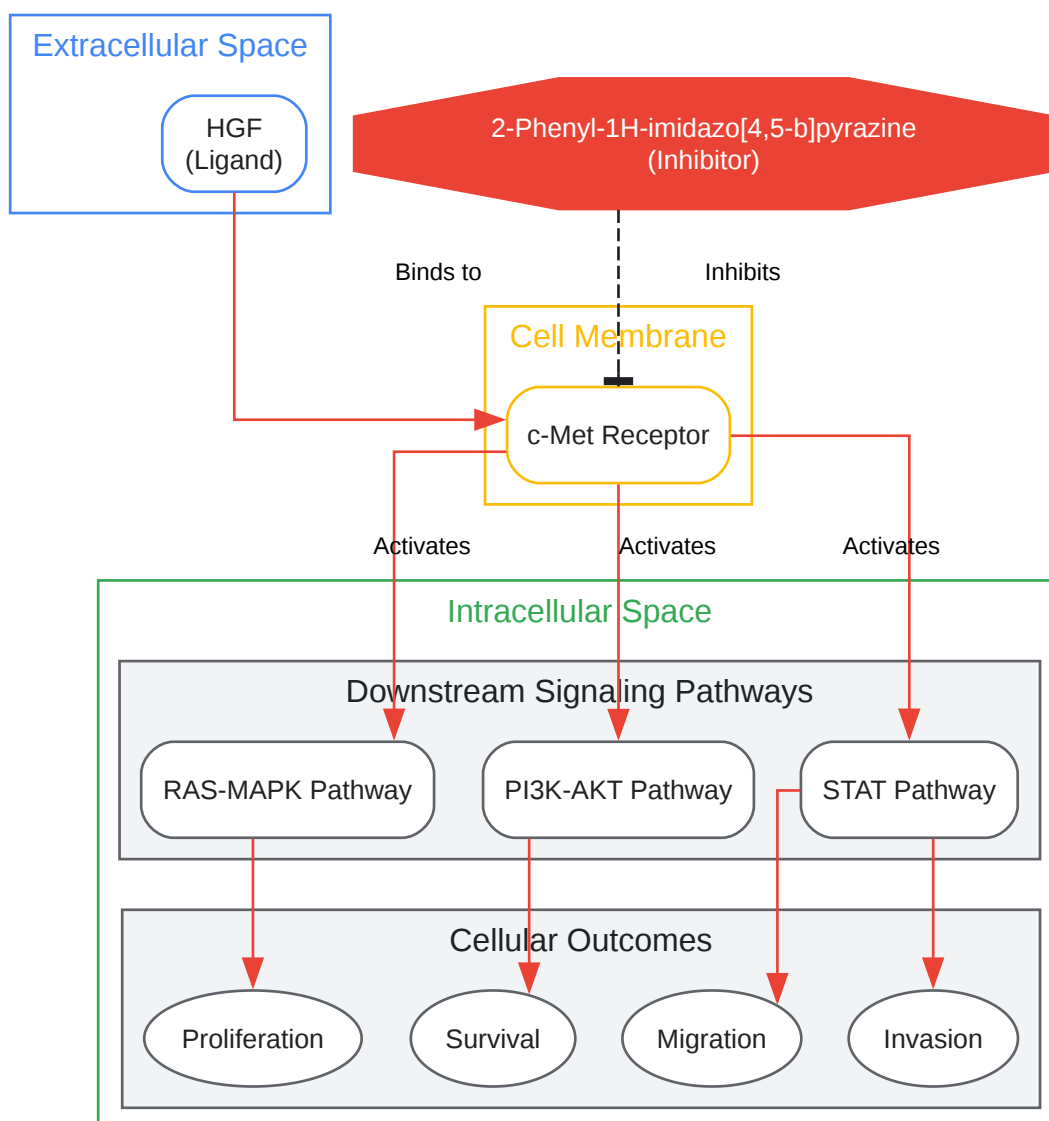 Extracellular Space
HGF
(Ligand)
2-Phenyl-1H-imidazo[4,5-b]pyrazine
(Inhibitor)
Binds to
Inhibits
Cell Membrane
c-Met Receptor
Activates
Activates
Activates
Intracellular Space
Downstream Signaling Pathways
RAS-MAPK Pathway
PI3K-AKT Pathway
STAT Pathway
Cellular Outcomes
Proliferation
Survival
Migration
Invasion